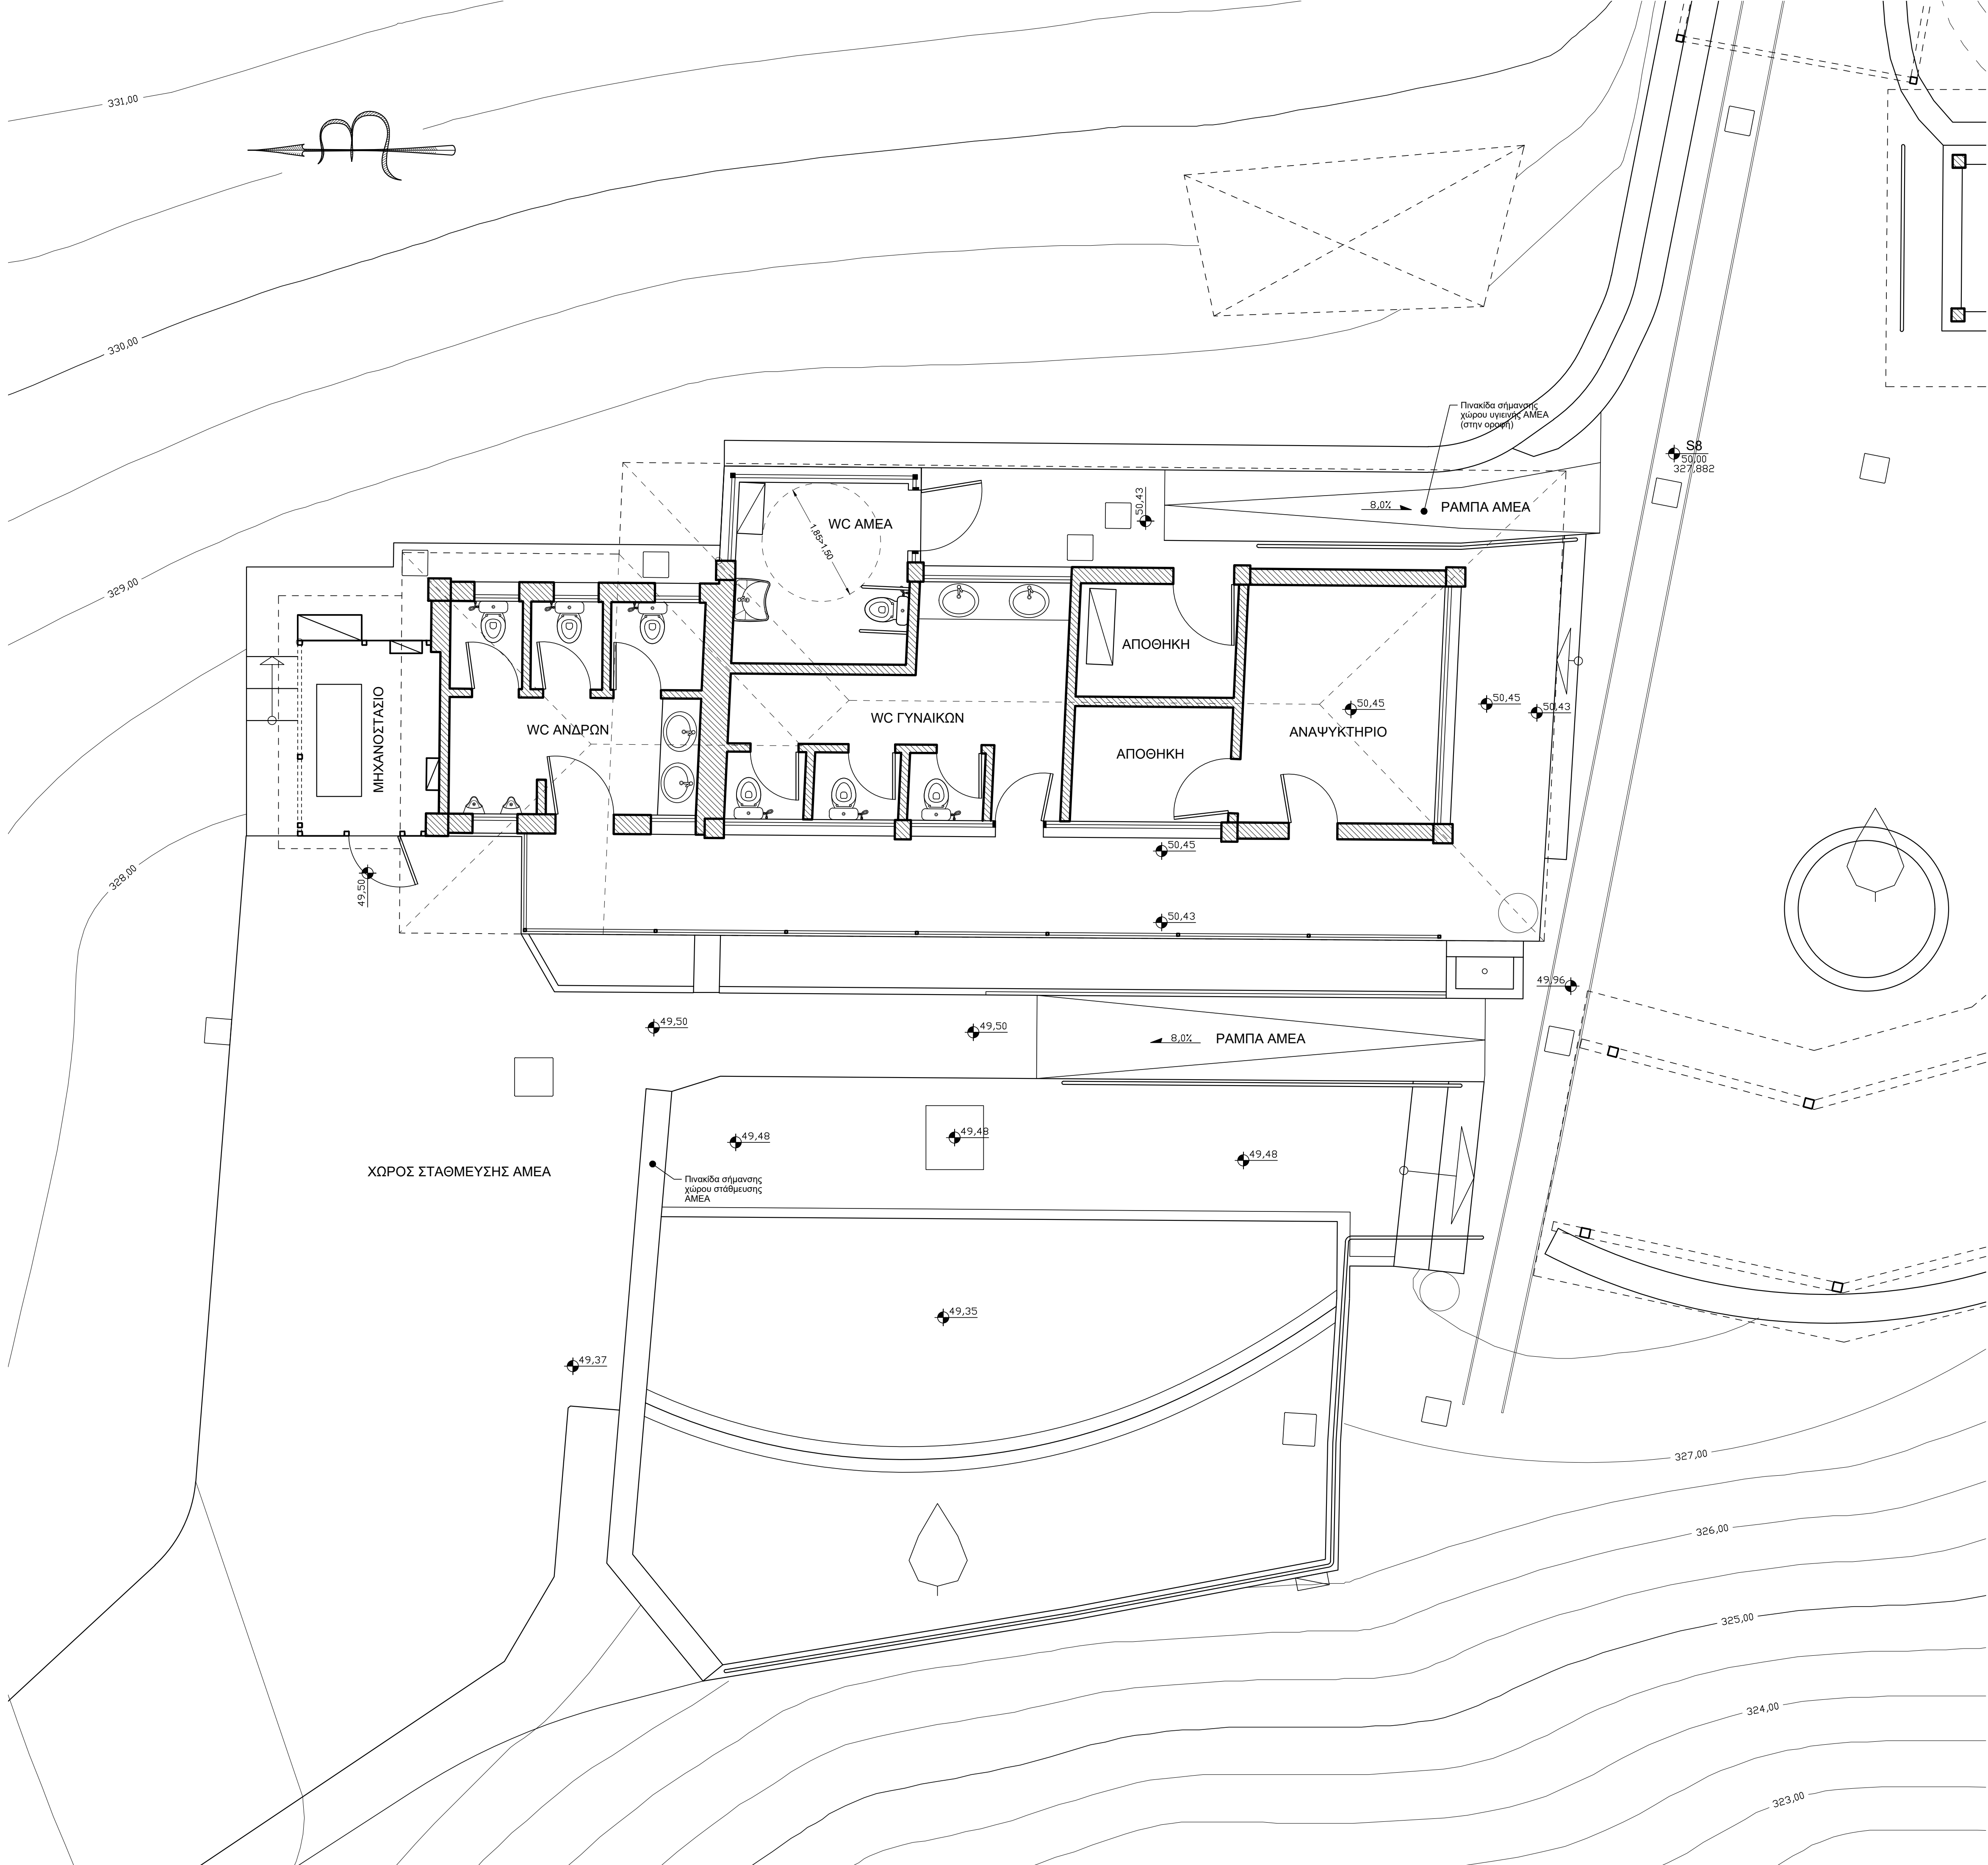 331,00
330,00
Πινακίδα σήμανσης
χώρου υγιεινής ΑΜΕΑ
(στην οροφή)
S8
50,00
327,882
50,43
8,0%
ΡΑΜΠΑ ΑΜΕΑ
WC ΑΜΕΑ
1,85>1,50
329,00
ΑΠΟΘΗΚΗ
ΜΗΧΑΝΟΣΤΑΣΙΟ
WC ΑΝΔΡΩΝ
WC ΓΥΝΑΙΚΩΝ
50,45
50,45
50,43
ΑΝΑΨΥΚΤΗΡΙΟ
ΑΠΟΘΗΚΗ
50,45
328,00
49,50
50,43
49,96
49,50
49,50
8,0%
ΡΑΜΠΑ ΑΜΕΑ
49,48
49,48
49,48
ΧΩΡΟΣ ΣΤΑΘΜΕΥΣΗΣ ΑΜΕΑ
Πινακίδα σήμανσης
χώρου στάθμευσης
ΑΜΕΑ
49,35
49,37
327,00
326,00
325,00
324,00
323,00